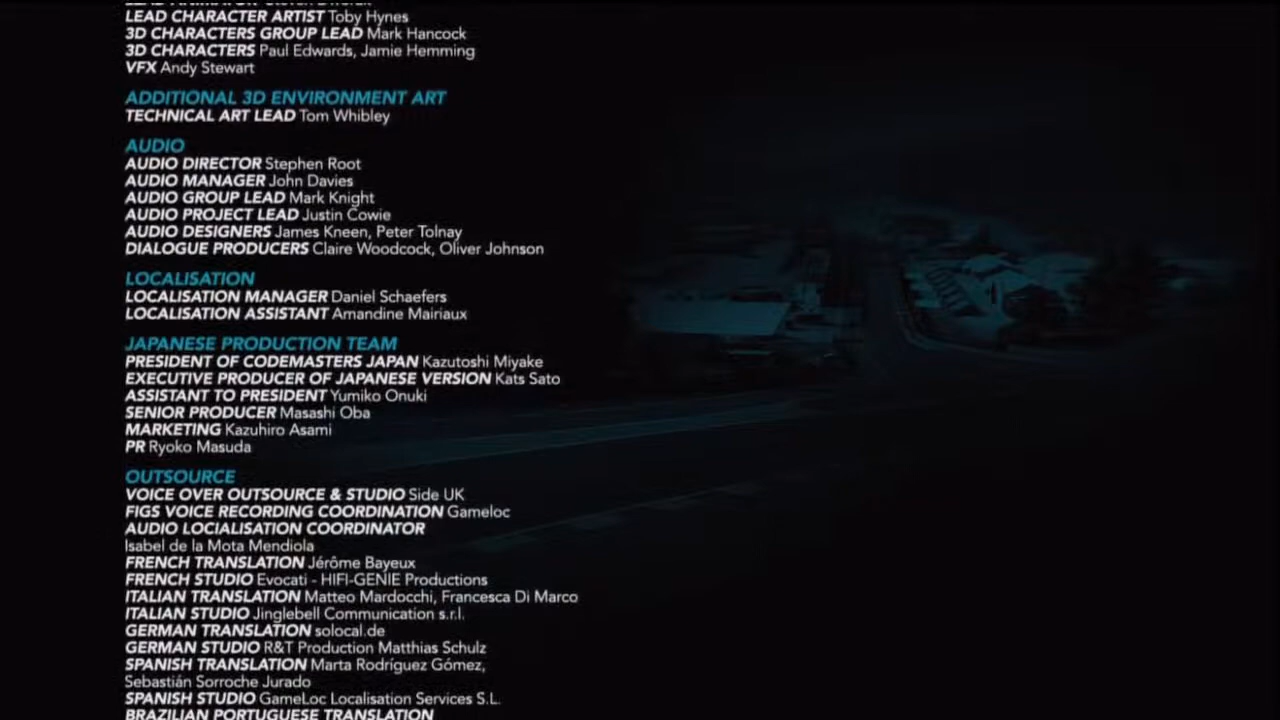 LEAD CHARACTER ARTIST Toby Hynes
3D CHARACTERS GROUP LEAD Mark Hancock
3D CHARACTERS Paul Edwards, Jamie Hemming
VFX Andy Stewart
ADDITIONAL 3D ENVIRONMENT ART
TECHNICAL ART LEAD Tom Whibley
AUDIO
AUDIO DIRECTOR Stephen Root
AUDIO MANAGER John Davies
AUDIO GROUP LEAD Mark Knight
AUDIO PROJECT LEAD Justin Cowie
AUDIO DESIGNERS James Kneen, Peter Tolnay
DIALOGUE PRODUCERS Claire Woodcock, Oliver Johnson
LOCALISATION
LOCALISATION MANAGER Daniel Schaefers
LOCALISATION ASSISTANT Amandine Mairiaux
JAPANESE PRODUCTION TEAM
PRESIDENT OF CODEMASTERS JAPAN Kazutoshi Miyake
EXECUTIVE PRODUCER OF JAPANESE VERSION Kats Sato
ASSISTANT TO PRESIDENT Yumiko Onuki
SENIOR PRODUCER Masashi Oba
MARKETING Kazuhiro Asami
PR Ryoko Masuda
OUTSOURCE
VOICE OVER OUTSOURCE & STUDIO Side UK
FIGS VOICE RECORDING COORDINATION Gameloc
AUDIO LOCIALISATION COORDINATOR
Isabel de la Mota Mendiola
FRENCH TRANSLATION Jérôme Bayeux
FRENCH STUDIO Evocati - HIFI-GENIE Productions
ITALIAN TRANSLATION Matteo Mardocchi, Francesca Di Marco
ITALIAN STUDIO Jinglebell Communication s.r.l.
GERMAN TRANSLATION solocal.de
GERMAN STUDIO R&T Production Matthias Schulz
SPANISH TRANSLATION Marta Rodríguez Gómez,
Sebastián Sorroche Jurado
SPANISH STUDIO GameLoc Localisation Services S.L.
BRAZILIAN PORTUGUESE TRANSLATION